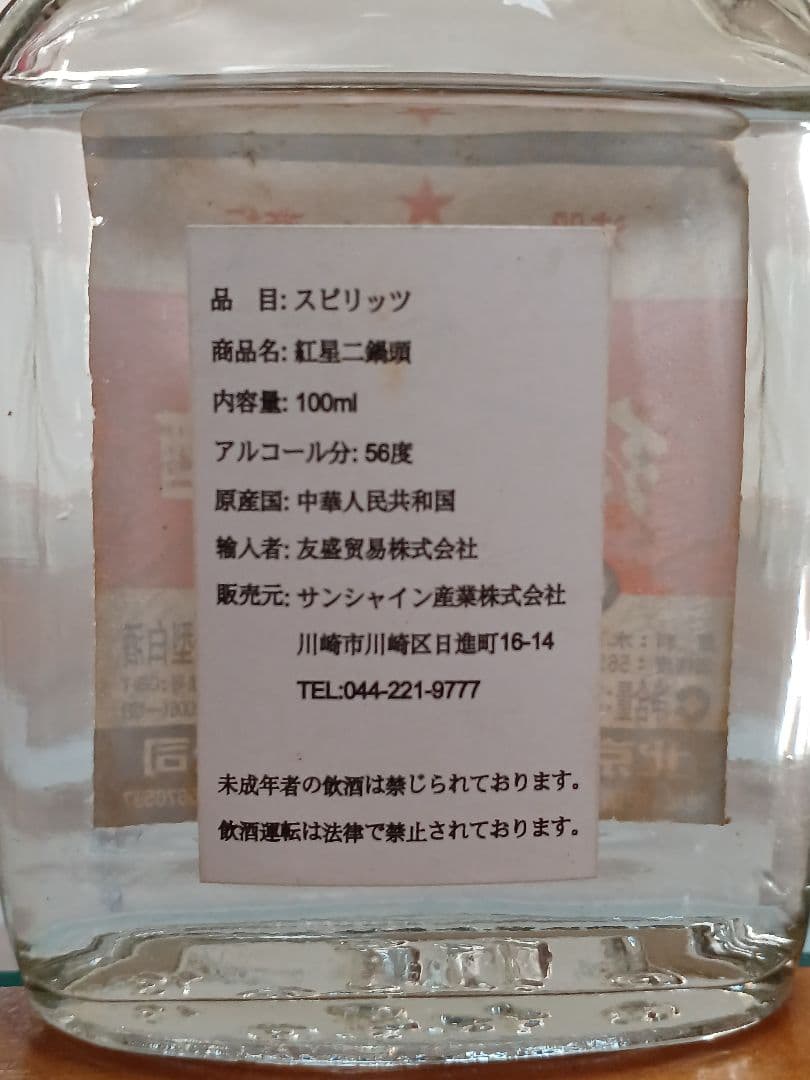 品　目: スピリッツ
商品名: 紅星二鍋頭
内容量: 100ml
アルコール分: 56度
原産国: 中華人民共和国
輸入者: 友盛贸易株式会社
販売元: サンシャイン産業株式会社
川崎市川崎区日進町16-14
TEL:044-221-9777
未成年者の飲酒は禁じられております。
飲酒運転は法律で禁止されております。